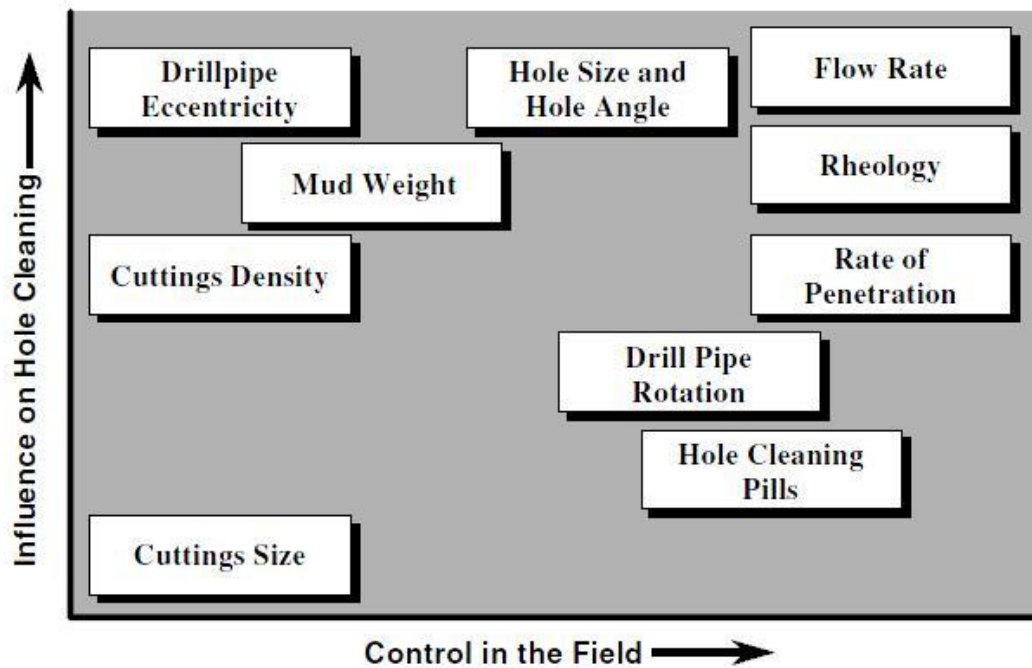 Influence on Hole Cleaning
Drillpipe
Eccentricity
Hole Size and
Hole Angle
Flow Rate
Mud Weight
Rheology
Cuttings Density
Rate of
Penetration
Drill Pipe
Rotation
Hole Cleaning
Pills
Cuttings Size
Control in the Field